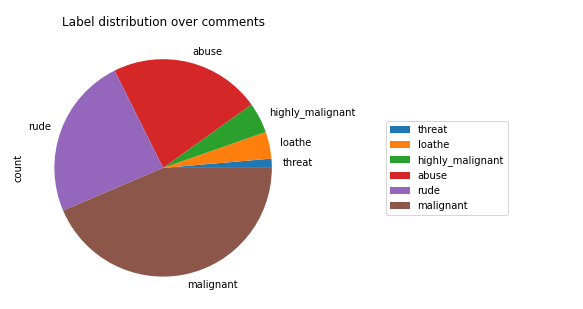 Label distribution over comments
abuse
highly_malignant
rude
loathe
threat
count
malignant
threat
loathe
highly_malignant
abuse
rude
malignant